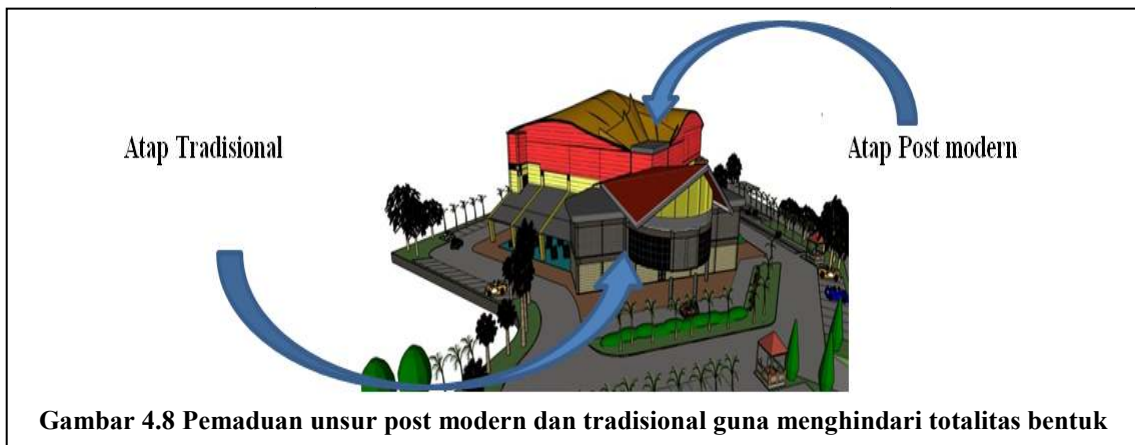 Atap Tradisional
Atap Post modern
Gambar 4.8 Pemaduan unsur post modern dan tradisional guna menghindari totalitas bentuk